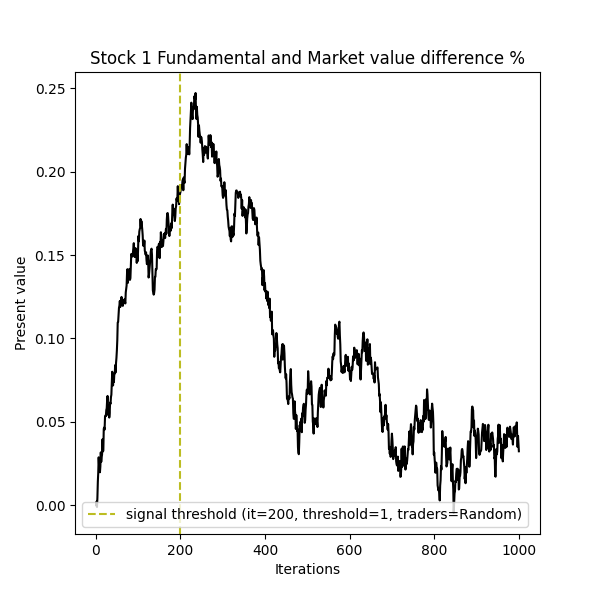 Stock 1 Fundamental and Market value difference %
0.25
0.20
0.15
0.10
0.05
0.00
Present value
signal threshold (it=200, threshold=1, traders=Random)
0 200 400 600 800 1000
Iterations